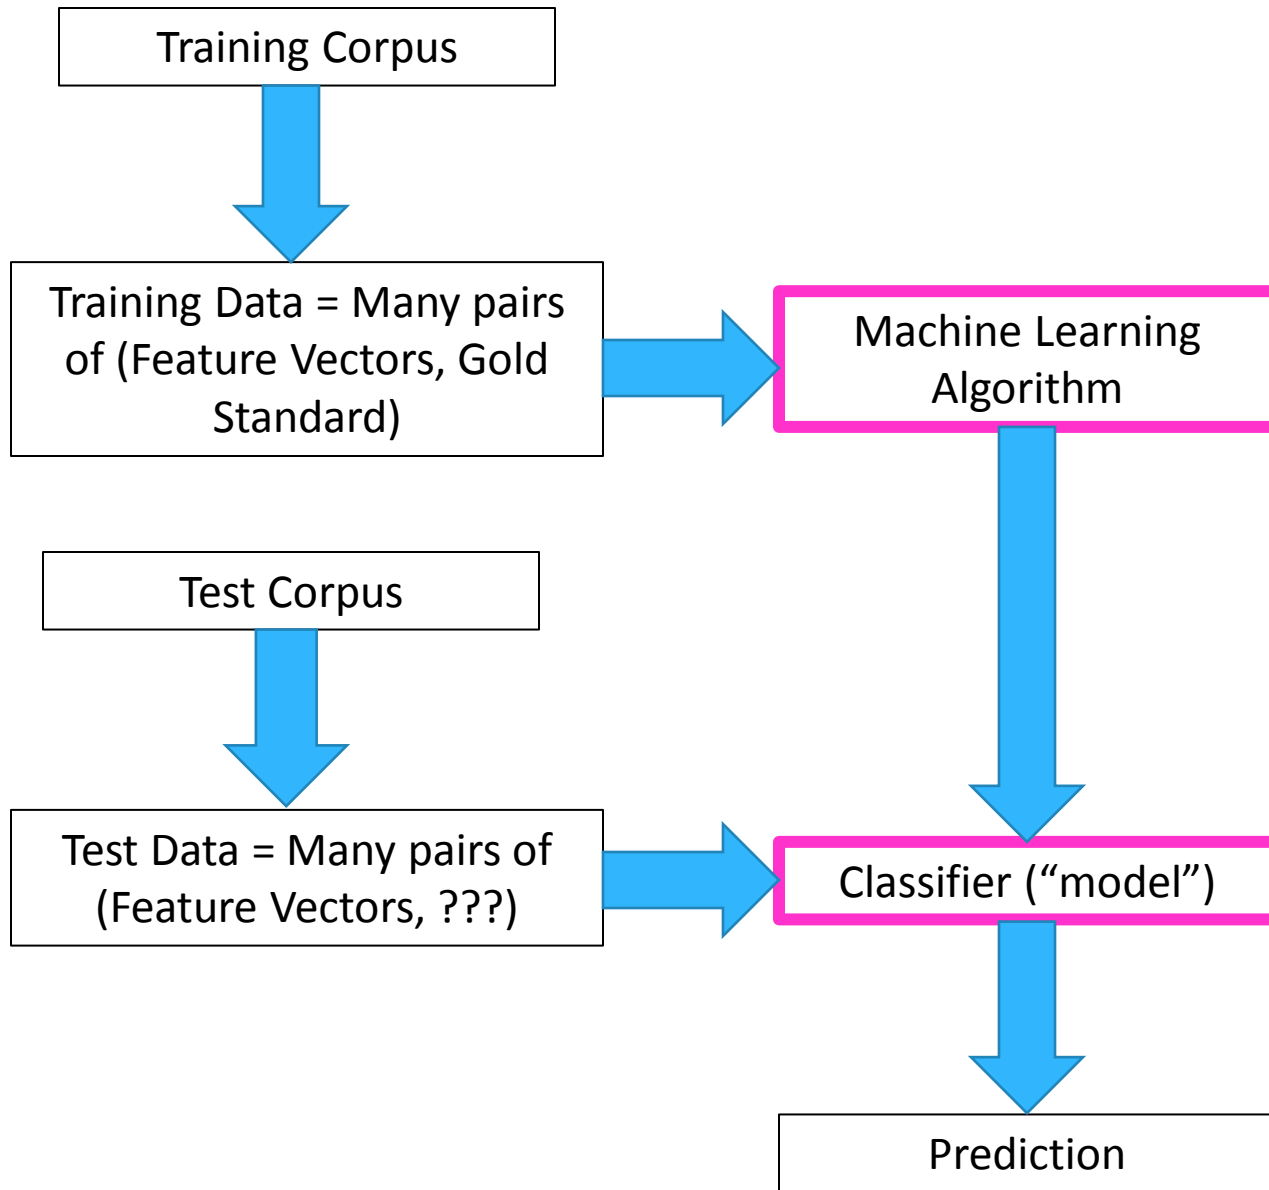 Training Corpus
Training Data = Many pairs
of (Feature Vectors, Gold
Standard)
Machine Learning
Algorithm
Test Corpus
Test Data = Many pairs of
(Feature Vectors, ???)
Classifier (“model”)
Prediction